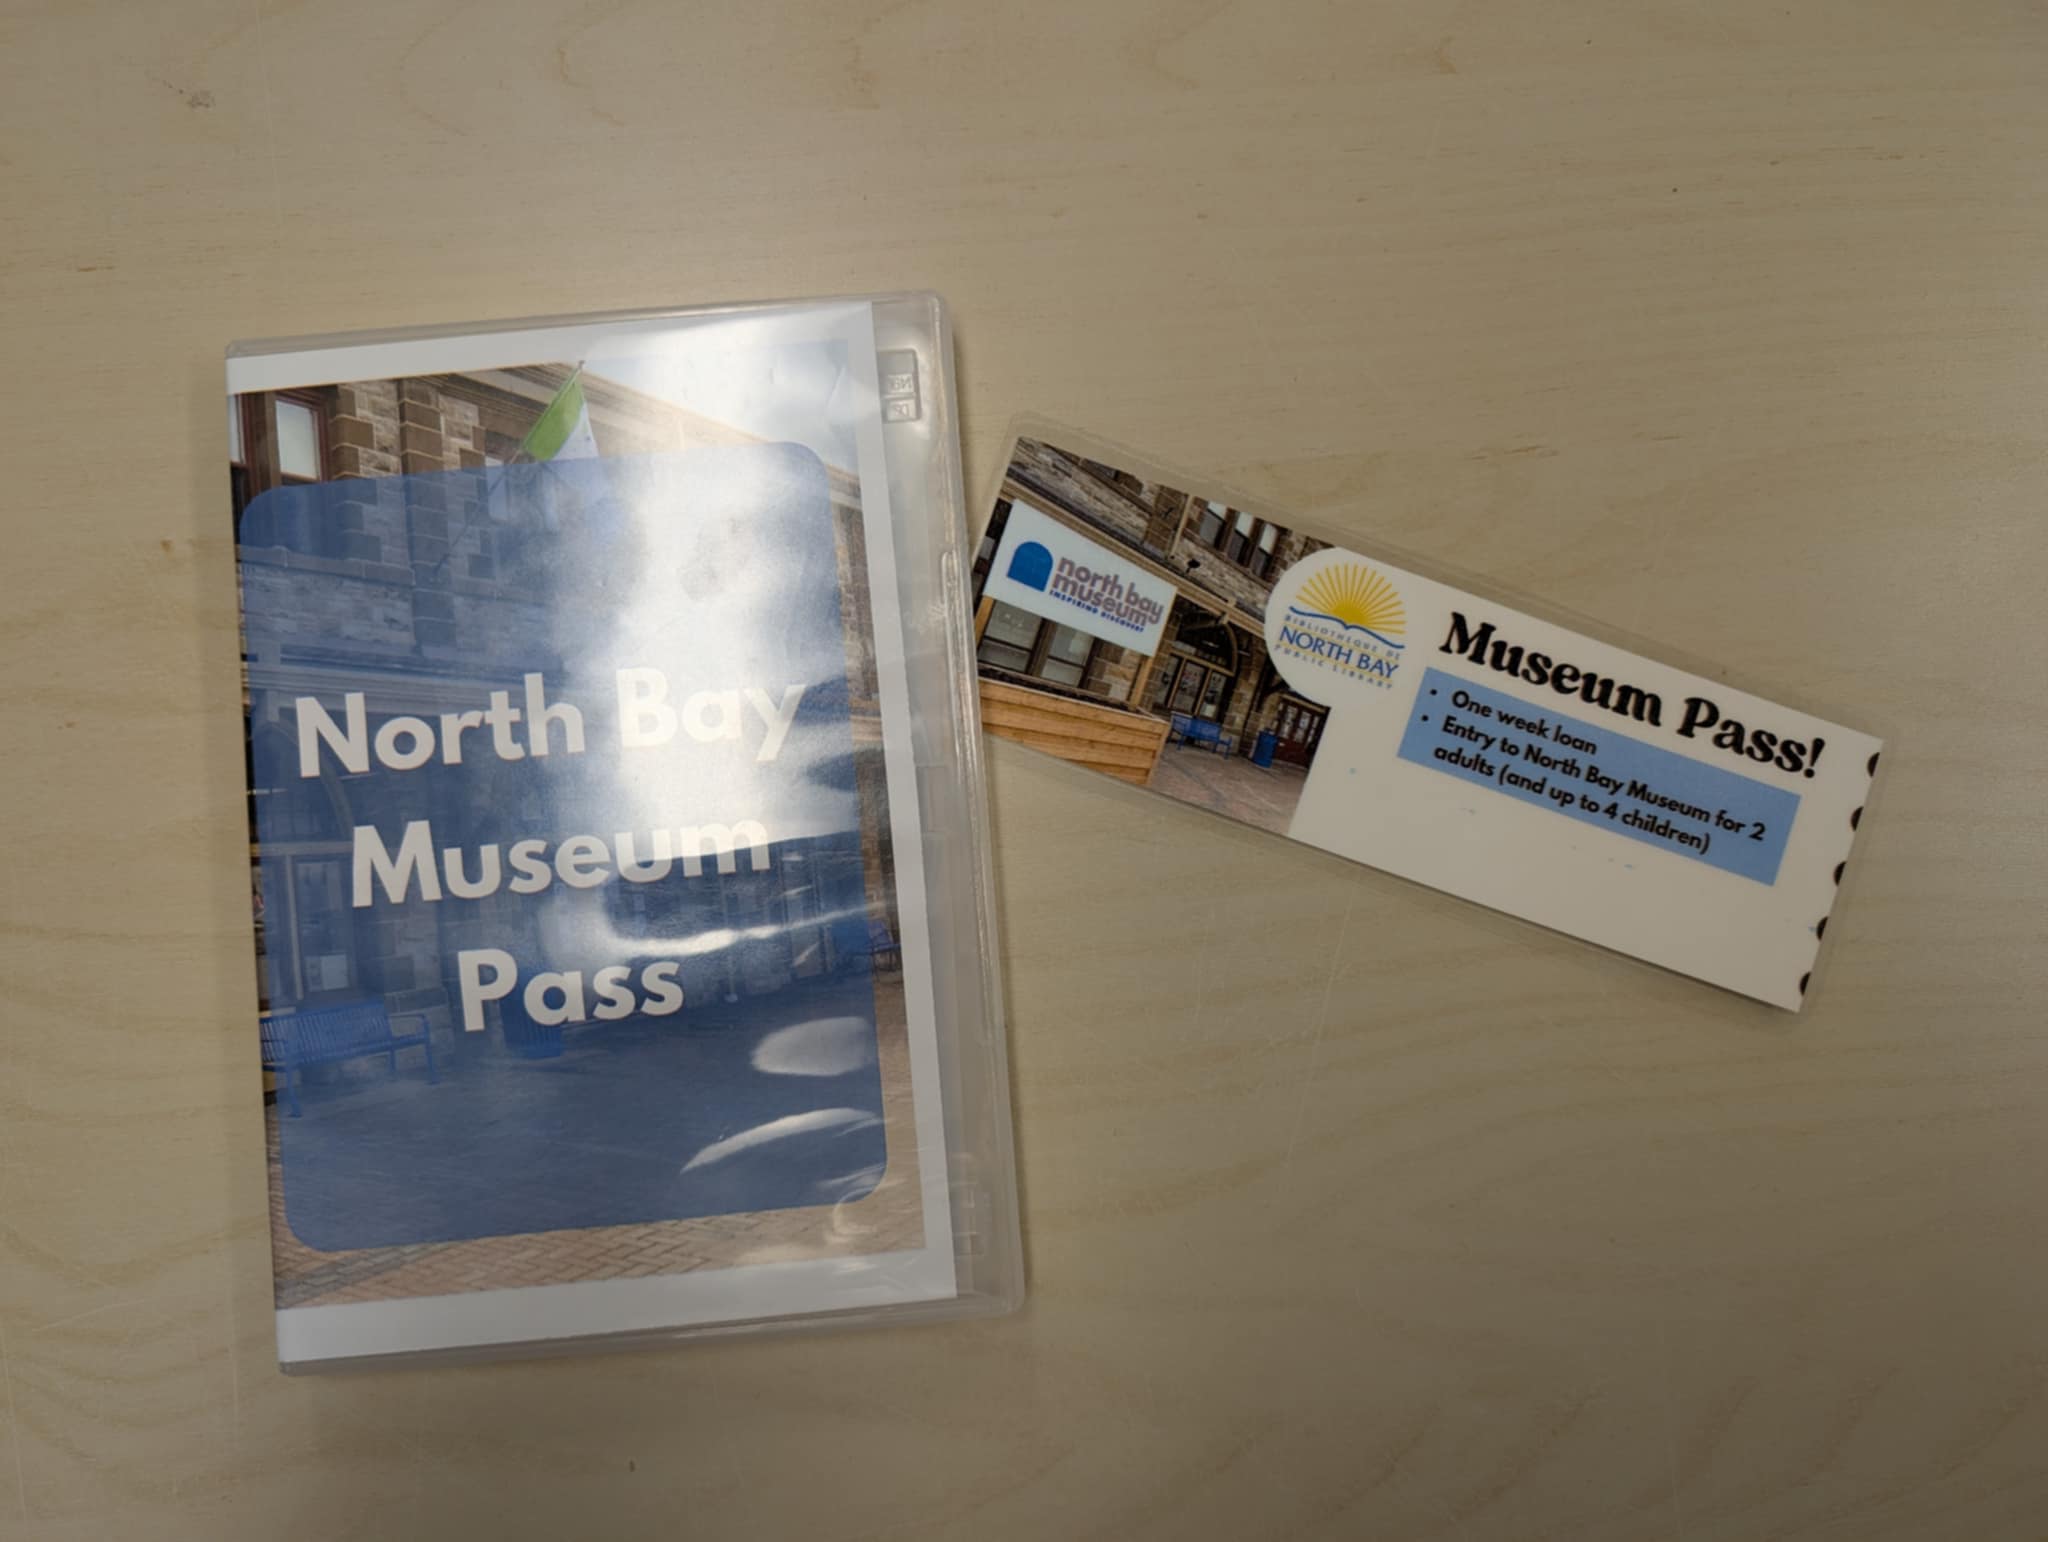 North Bay
Museum
Pass
north bay
museum
INSPIRING DISCOVERY
BIBLIOTHÈQUE DE
NORTH BAY
PUBLIC LIBRARY
Museum Pass!
• One week loan
• Entry to North Bay Museum for 2
adults (and up to 4 children)